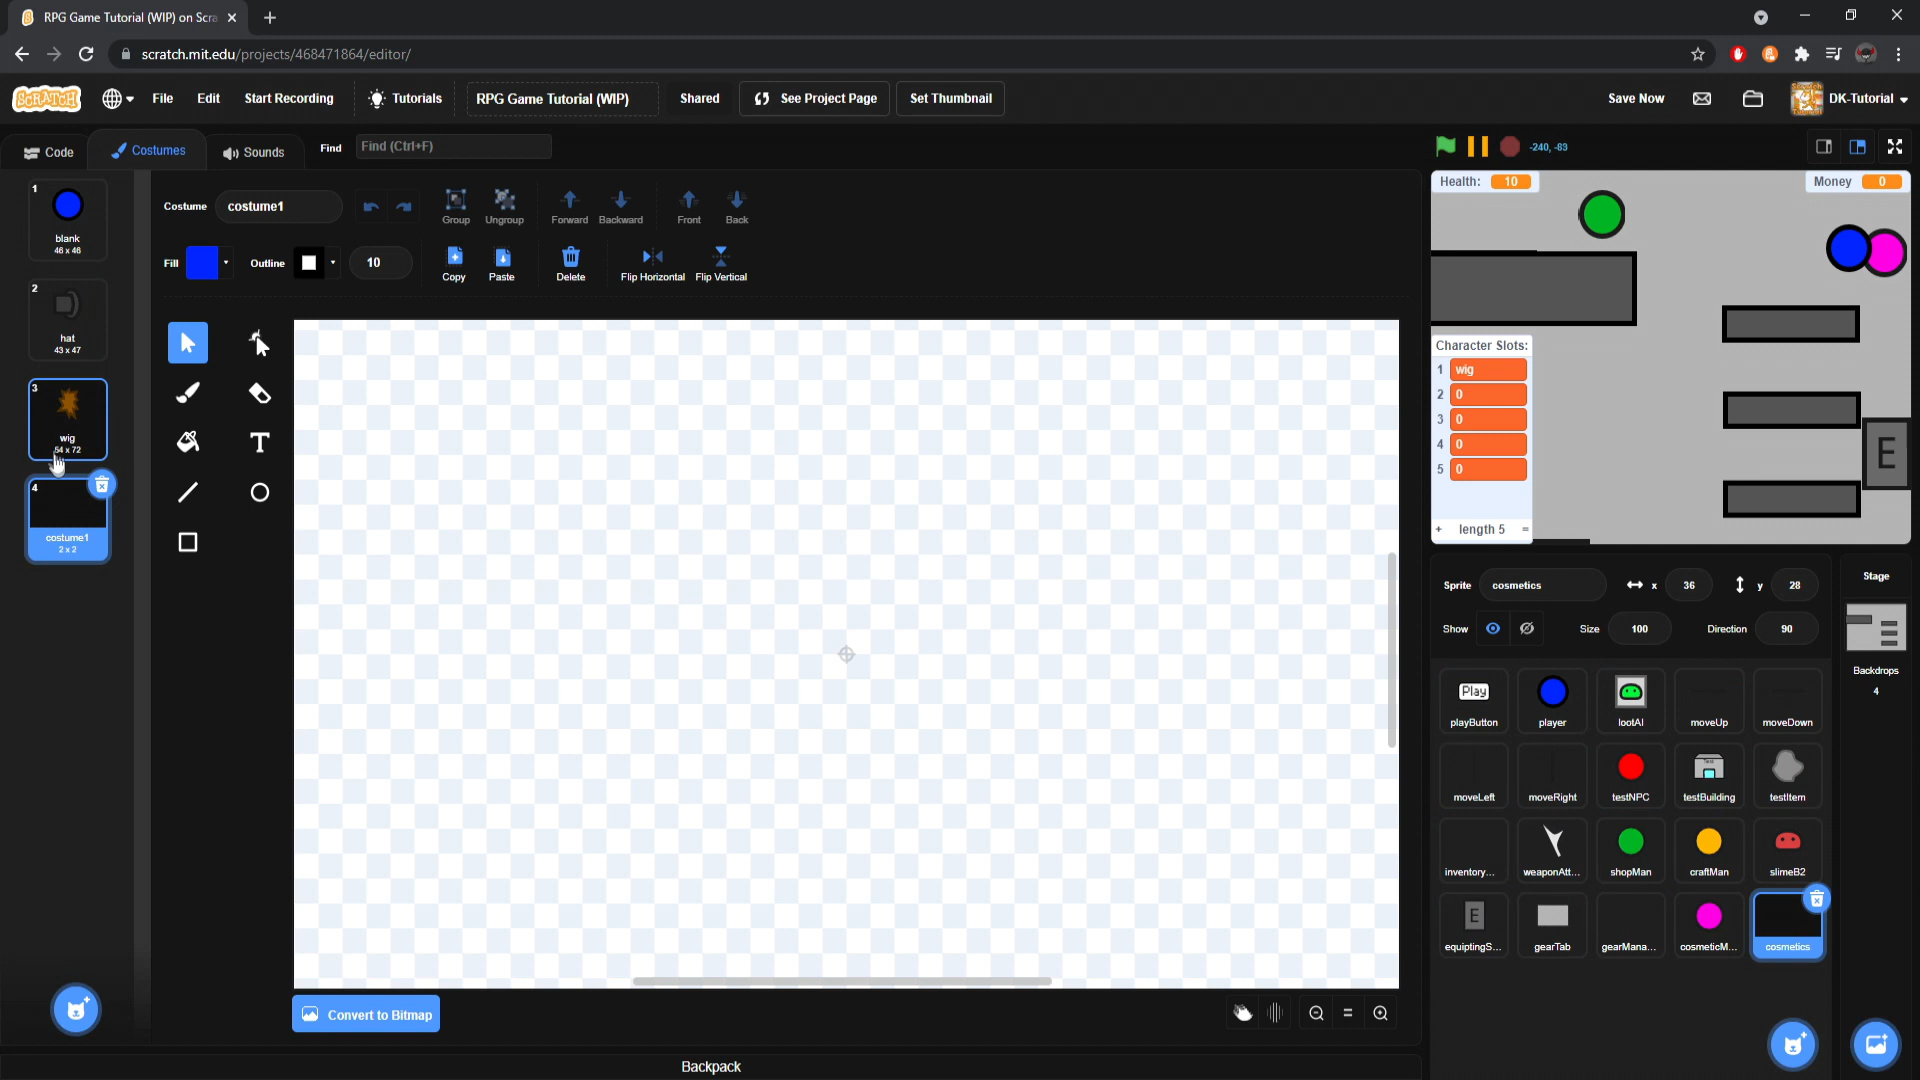 RPG Game Tutorial (WIP) on Scra
scratch.mit.edu/projects/468471864/editor/
SCRATCH
File
Edit
Start Recording
Tutorials
RPG Game Tutorial (WIP)
Shared
See Project Page
Set Thumbnail
Save Now
DK-Tutorial
Code
Costumes
Sounds
Find
Find (Ctrl+F)
-240, -83
1
blank
46 x 46
2
hat
43 x 47
3
wig
54 x 72
4
costume1
2 x 2
Costume
costume1
Group
Ungroup
Forward
Backward
Front
Back
Fill
Outline
10
Copy
Paste
Delete
Flip Horizontal
Flip Vertical
T
Convert to Bitmap
Backpack
Health: 10
Money 0
Character Slots:
1 wig
2 0
3 0
4 0
5 0
+ length 5 =
E
Sprite
cosmetics
x
36
y
28
Show
Size
100
Direction
90
Stage
Backdrops
4
Play
playButton
player
lootAI
moveUp
moveDown
moveLeft
moveRight
testNPC
testBuilding
testItem
inventory...
weaponAtt...
shopMan
craftMan
slimeB2
E
equiptingS...
gearTab
gearMana...
cosmeticM...
cosmetics